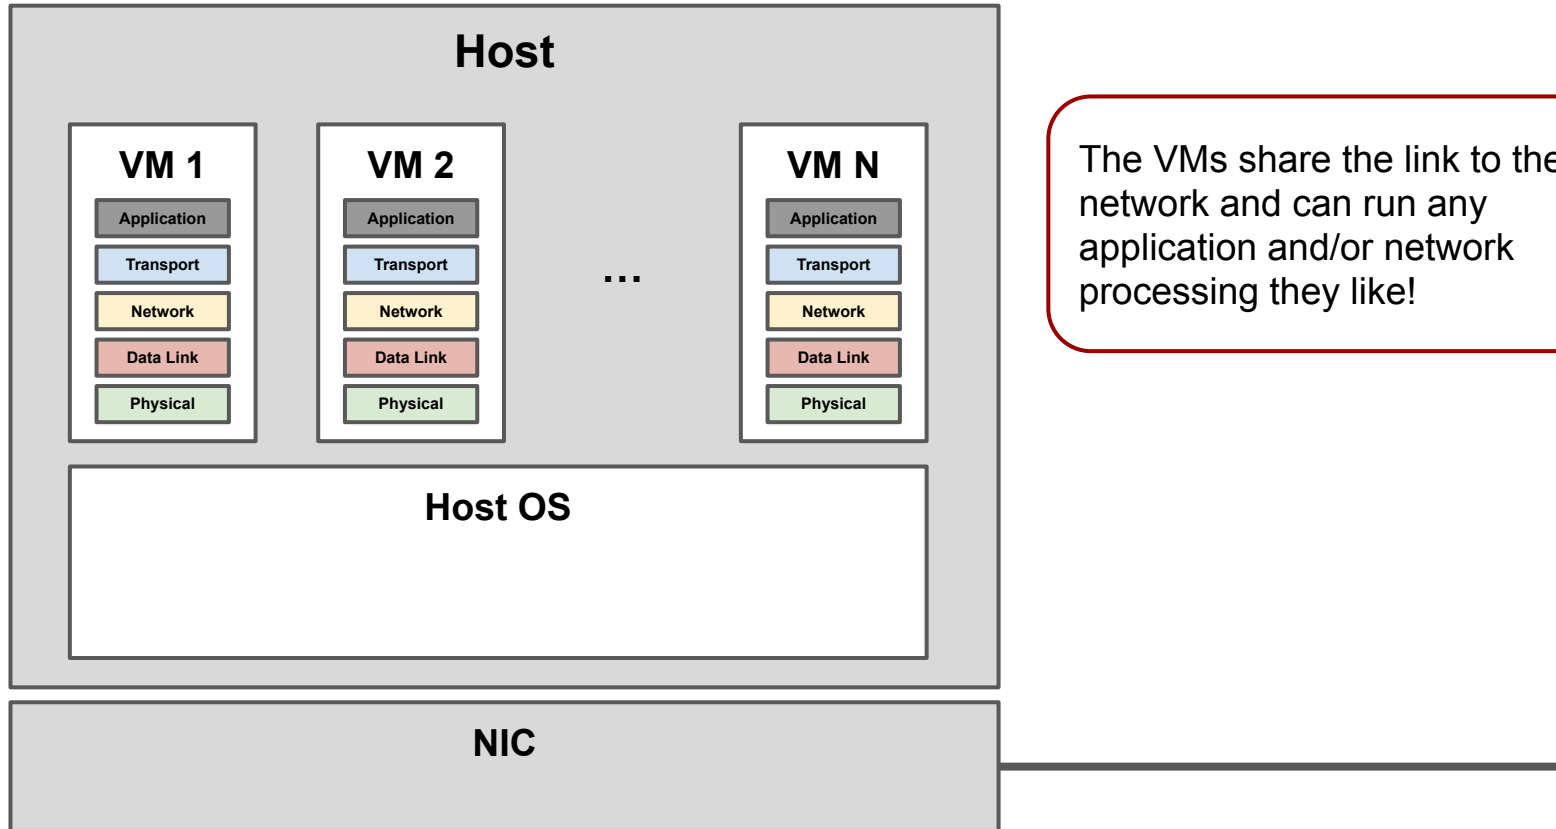 Host
VM 1
Application
Transport
Network
Data Link
Physical
VM 2
Application
Transport
Network
Data Link
Physical
...
VM N
Application
Transport
Network
Data Link
Physical
Host OS
NIC
The VMs share the link to the
network and can run any
application and/or network
processing they like!